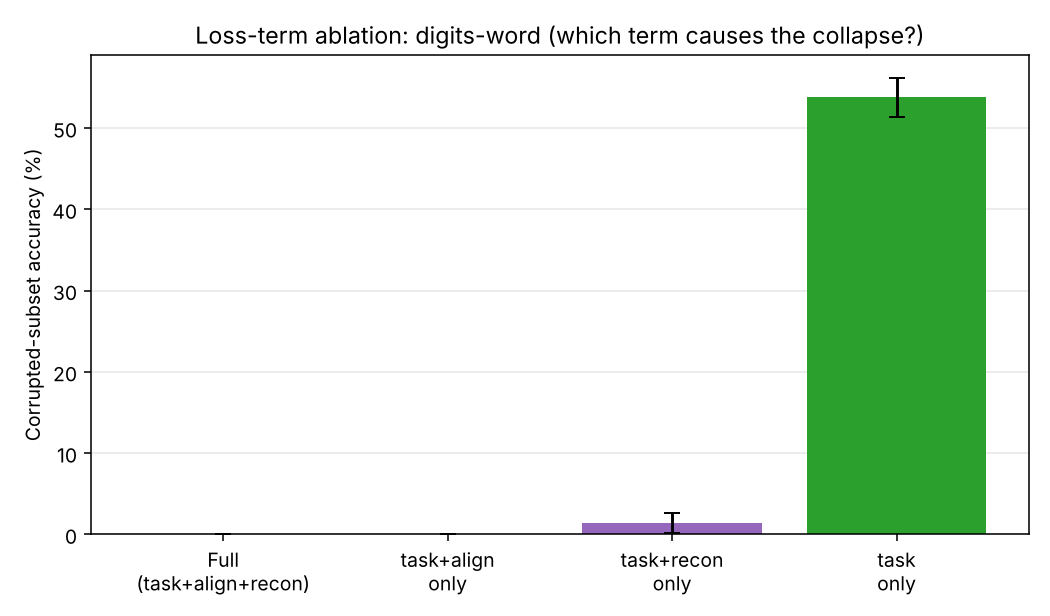 Loss-term ablation: digits-word (which term causes the collapse?)
Corrupted-subset accuracy (%)
50
40
30
20
10
0
Full
(task+align+recon)
task+align
only
task+recon
only
task
only